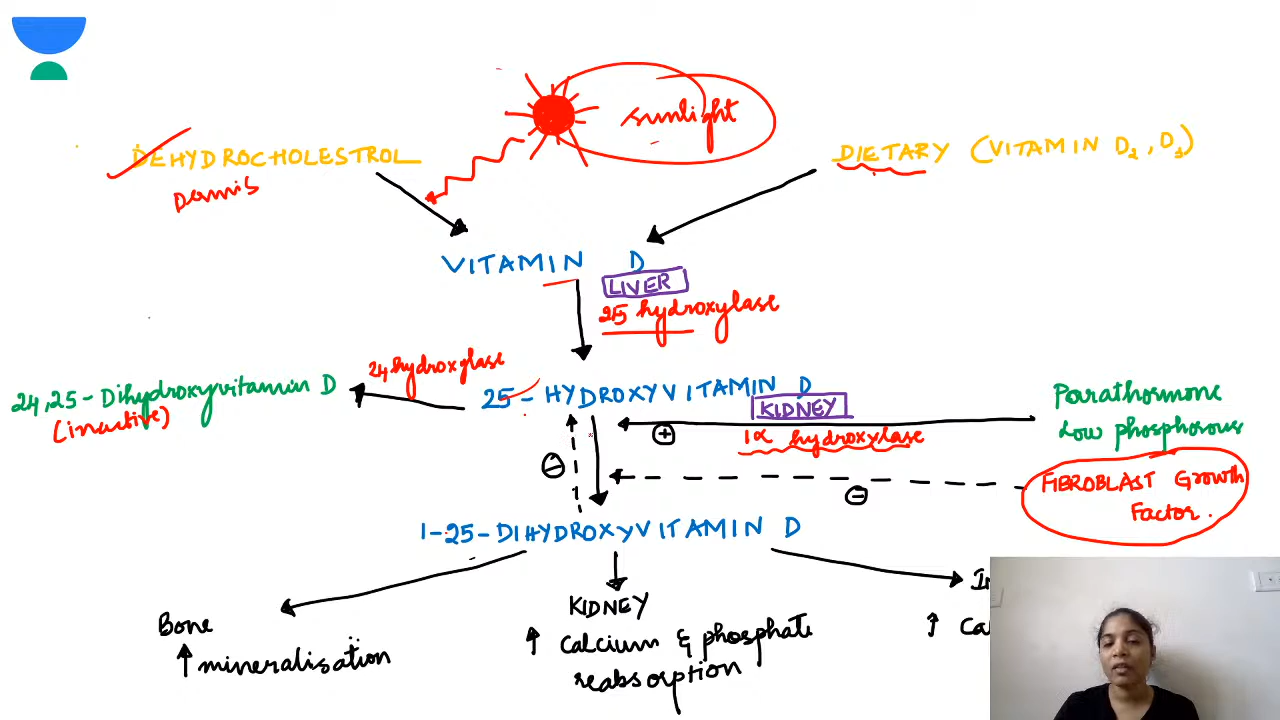 sunlight
DEHYDROCHOLESTROL
Dermis
DIETARY (VITAMIN D2, D3)
VITAMIN D
LIVER
25 hydroxylase
24 hydroxylase
24,25-Dihydroxyvitamin D
(inactive)
25-HYDROXYVITAMIN D
KIDNEY
1α hydroxylase
Parathormone
Low phosphorous
FIBROBLAST Growth
Factor.
1-25-DIHYDROXYVITAMIN D
Bone
↑ mineralisation
KIDNEY
↑ Calcium & phosphate
reabsorption